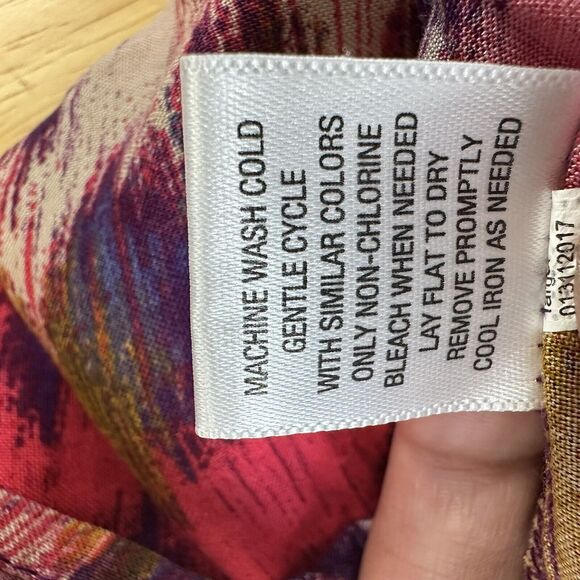 MACHINE WASH COLD
GENTLE CYCLE
WITH SIMILAR COLORS
ONLY NON-CHLORINE
BLEACH WHEN NEEDED
LAY FLAT TO DRY
REMOVE PROMPTLY
COOL IRON AS NEEDED